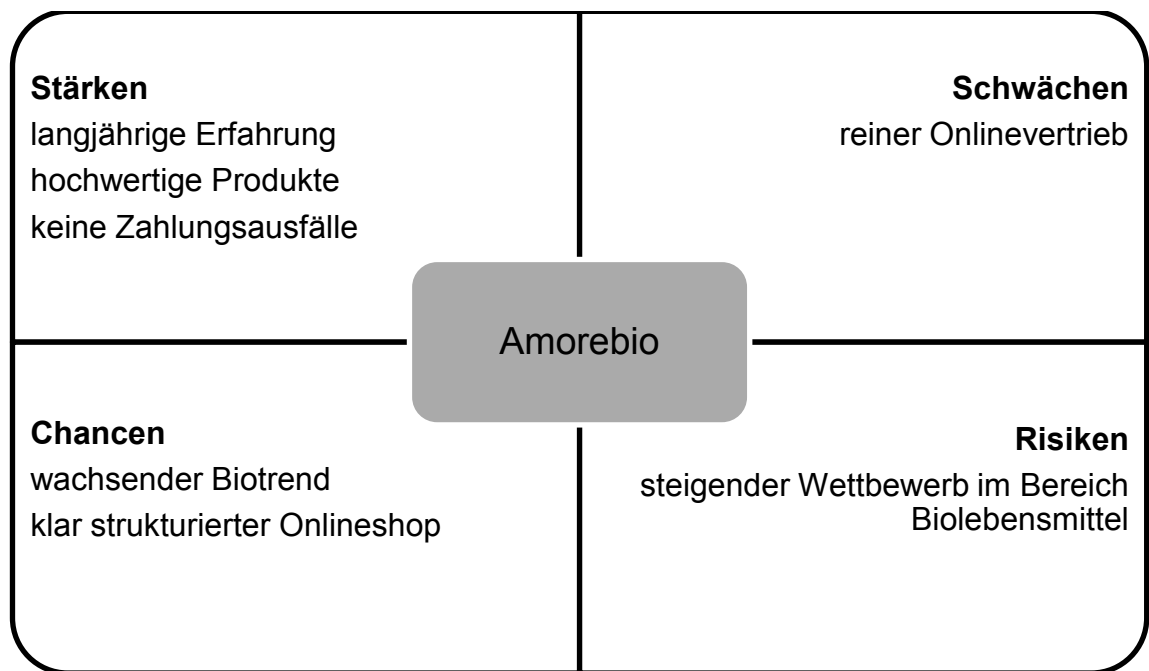 Stärken
langjährige Erfahrung
hochwertige Produkte
keine Zahlungsausfälle
Schwächen
reiner Onlinevertrieb
Amorebio
Chancen
wachsender Biotrend
klar strukturierter Onlineshop
Risiken
steigender Wettbewerb im Bereich
Biolebensmittel